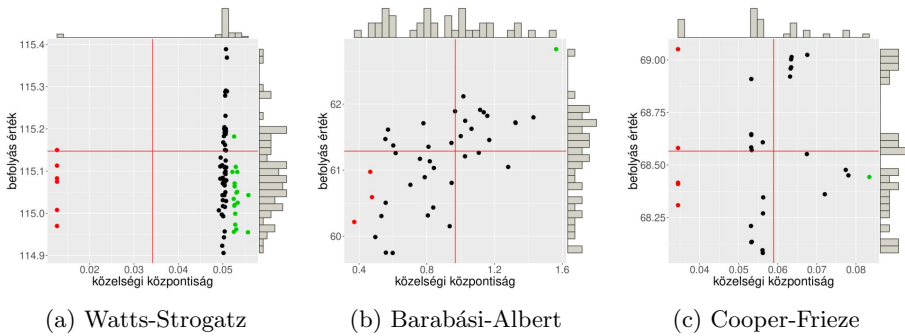 115.4
115.3
115.2
115.1
115.0
114.9
befolyás érték
0.02
0.03
0.04
0.05
közelségi központiság
62
61
60
befolyás érték
0.4
0.8
1.2
1.6
közelségi központiság
69.00
68.75
68.50
68.25
befolyás érték
0.04
0.05
0.06
0.07
0.08
közelségi központiság
(a) Watts-Strogatz
(b) Barabási-Albert
(c) Cooper-Frieze